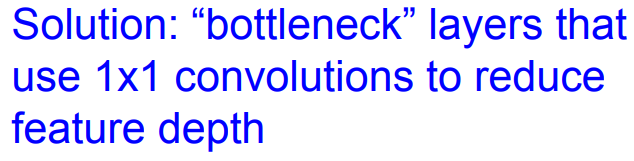 Solution: “bottleneck” layers that
use 1x1 convolutions to reduce
feature depth